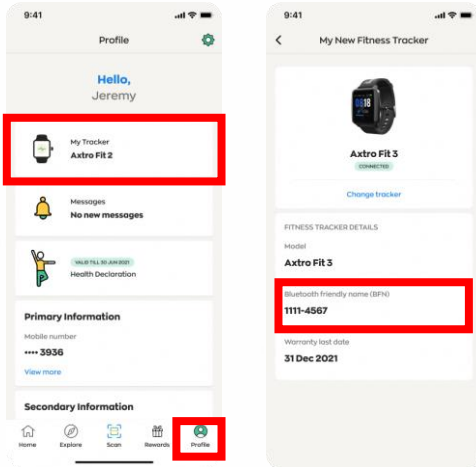 9:41
Profile
Hello,
Jeremy
My Tracker
Axtro Fit 2
Messages
No new messages
VALID TILL 30 JUN 2021
Health Declaration
Primary Information
Mobile number
•••• 3936
View more
Secondary Information
Home
Explore
Scan
Rewards
Profile
9:41
My New Fitness Tracker
Axtro Fit 3
CONNECTED
Change tracker
FITNESS TRACKER DETAILS
Model
Axtro Fit 3
Bluetooth friendly name (BFN)
1111-4567
Warranty last date
31 Dec 2021